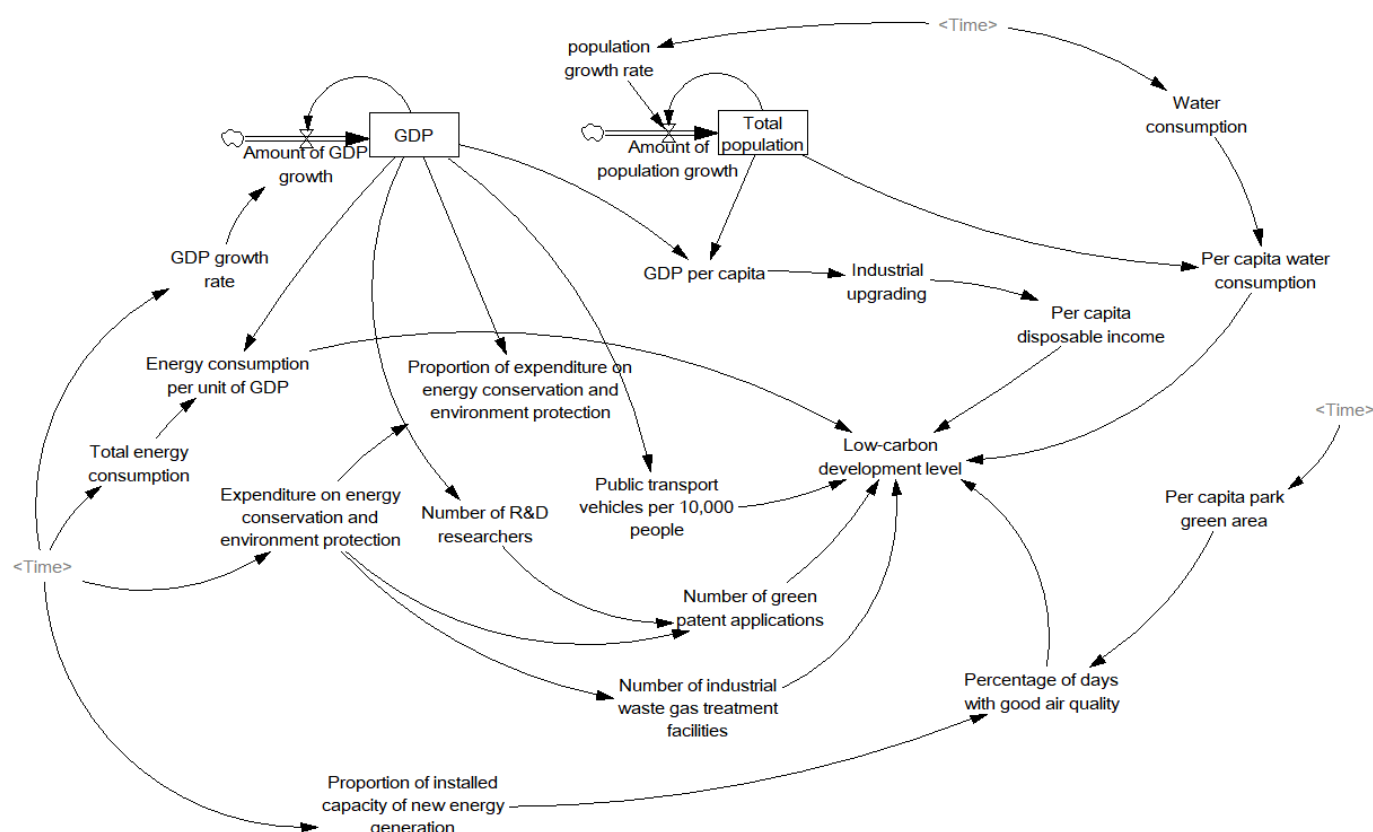 <Time>
population
growth rate
Water
consumption
GDP
Total
population
Amount of GDP
growth
Amount of
population growth
GDP growth
rate
GDP per capita
Industrial
upgrading
Per capita water
consumption
Per capita
disposable income
Energy consumption
per unit of GDP
Proportion of expenditure on
energy conservation and
environment protection
<Time>
Total energy
consumption
Low-carbon
development level
Expenditure on energy
conservation and
environment protection
Number of R&D
researchers
Public transport
vehicles per 10,000
people
Per capita park
green area
<Time>
Number of green
patent applications
Number of industrial
waste gas treatment
facilities
Percentage of days
with good air quality
Proportion of installed
capacity of new energy
generation